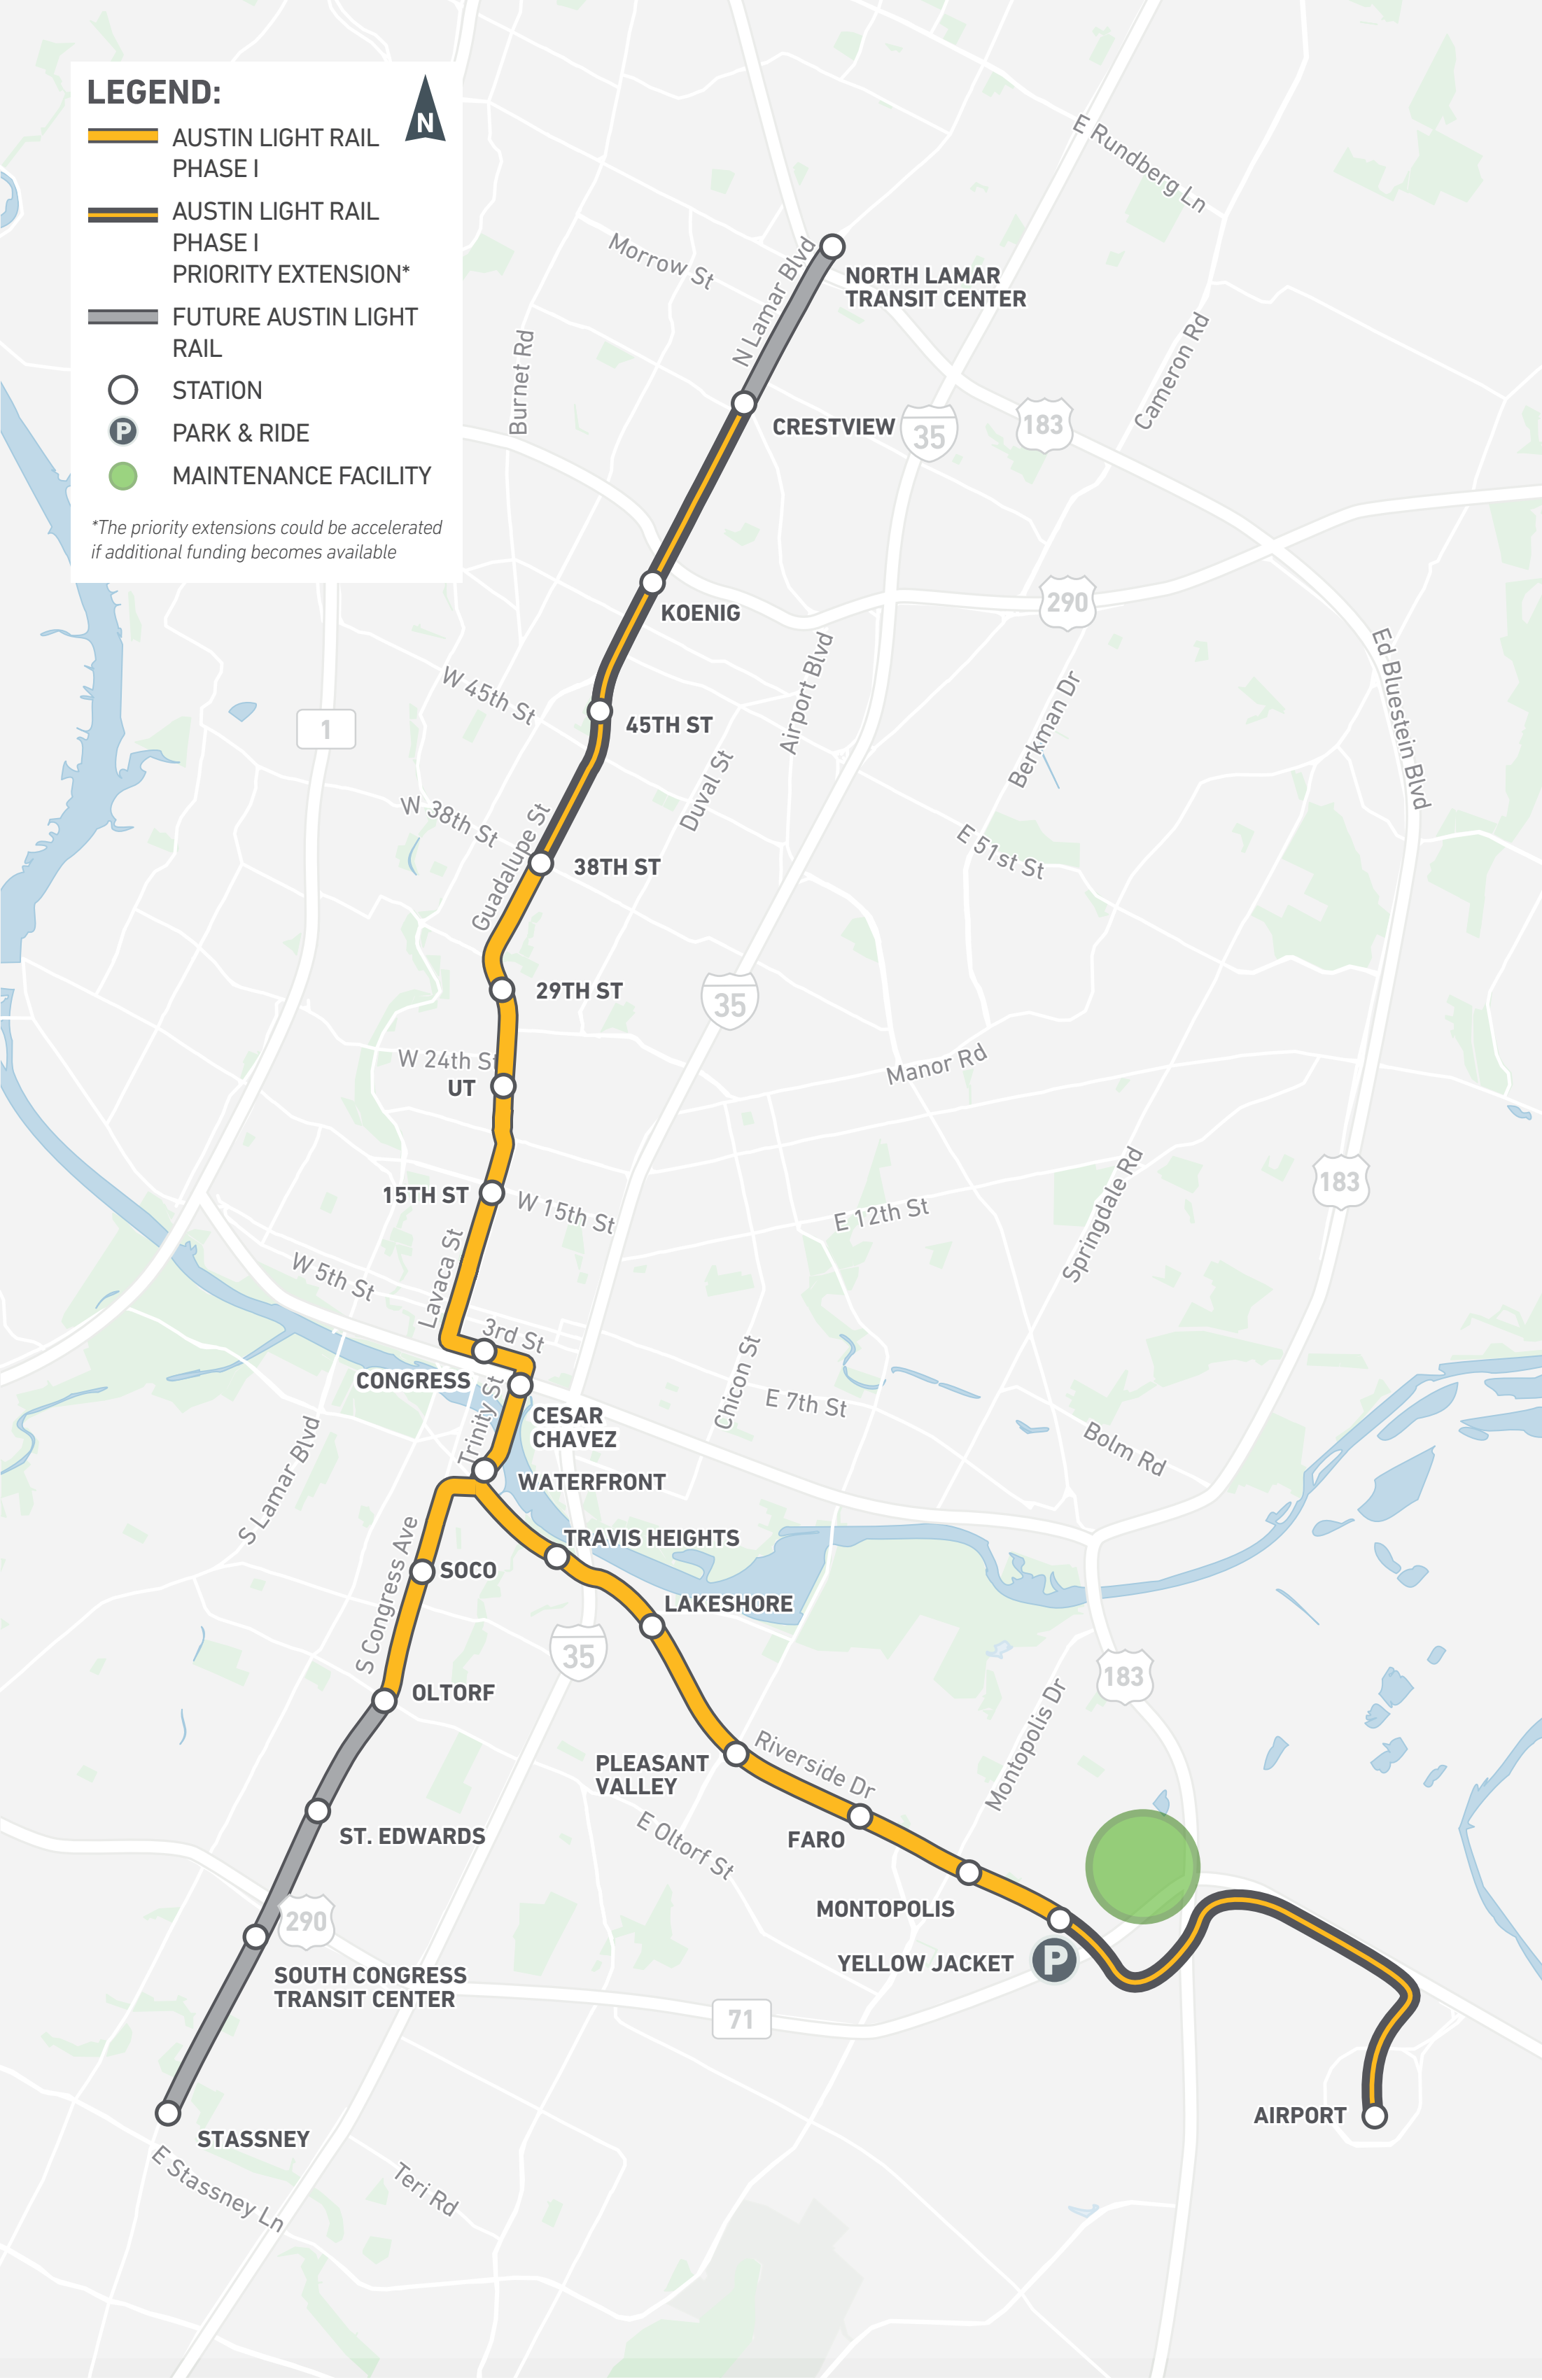 LEGEND:
N
AUSTIN LIGHT RAIL
PHASE I
AUSTIN LIGHT RAIL
PHASE I
PRIORITY EXTENSION*
FUTURE AUSTIN LIGHT
RAIL
STATION
P
PARK & RIDE
MAINTENANCE FACILITY
*The priority extensions could be accelerated
if additional funding becomes available
E Rundberg Ln
Morrow St
N Lamar Blvd
NORTH LAMAR
TRANSIT CENTER
Burnet Rd
Cameron Rd
CRESTVIEW
35
183
KOENIG
290
W 45th St
45TH ST
Airport Blvd
Berkman Dr
Ed Bluestein Blvd
1
Duval St
W 38th St
Guadalupe St
38TH ST
E 51st St
29TH ST
35
W 24th St
UT
Manor Rd
15TH ST
W 15th St
E 12th St
Springdale Rd
183
Lavaca St
W 5th St
3rd St
CONGRESS
Trinity St
CESAR
CHAVEZ
Chicon St
E 7th St
Bolm Rd
S Lamar Blvd
WATERFRONT
TRAVIS HEIGHTS
S Congress Ave
SOCO
LAKESHORE
35
183
OLTORF
Montopolis Dr
PLEASANT
VALLEY
Riverside Dr
ST. EDWARDS
E Oltorf St
FARO
290
MONTOPOLIS
YELLOW JACKET
P
SOUTH CONGRESS
TRANSIT CENTER
71
AIRPORT
STASSNEY
E Stassney Ln
Teri Rd